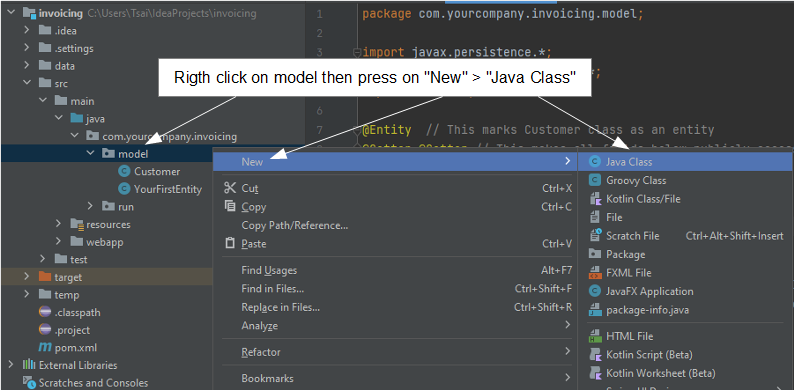 invoicing C:\Users\Tsai\IdeaProjects\invoicing
.idea
.settings
data
src
main
java
com.yourcompany.invoicing
model
Customer
YourFirstEntity
run
resources
webapp
test
target
temp
.classpath
.project
pom.xml
External Libraries
Scratches and Consoles
1 package com.yourcompany.invoicing.model;
2
3 import javax.persistence.*;
*;
Rigth click on model then press on "New" > "Java Class"
6
7 @Entity // This marks Customer class as an entity
New
Cut Ctrl+X
Copy Ctrl+C
Copy Path/Reference...
Paste Ctrl+V
Find Usages Alt+F7
Find in Files... Ctrl+Shift+F
Replace in Files... Ctrl+Shift+R
Analyze
Refactor
Bookmarks
Java Class
Groovy Class
Kotlin Class/File
File
Scratch File Ctrl+Alt+Shift+Insert
Package
FXML File
JavaFX Application
package-info.java
HTML File
Kotlin Script (Beta)
Kotlin Worksheet (Beta)